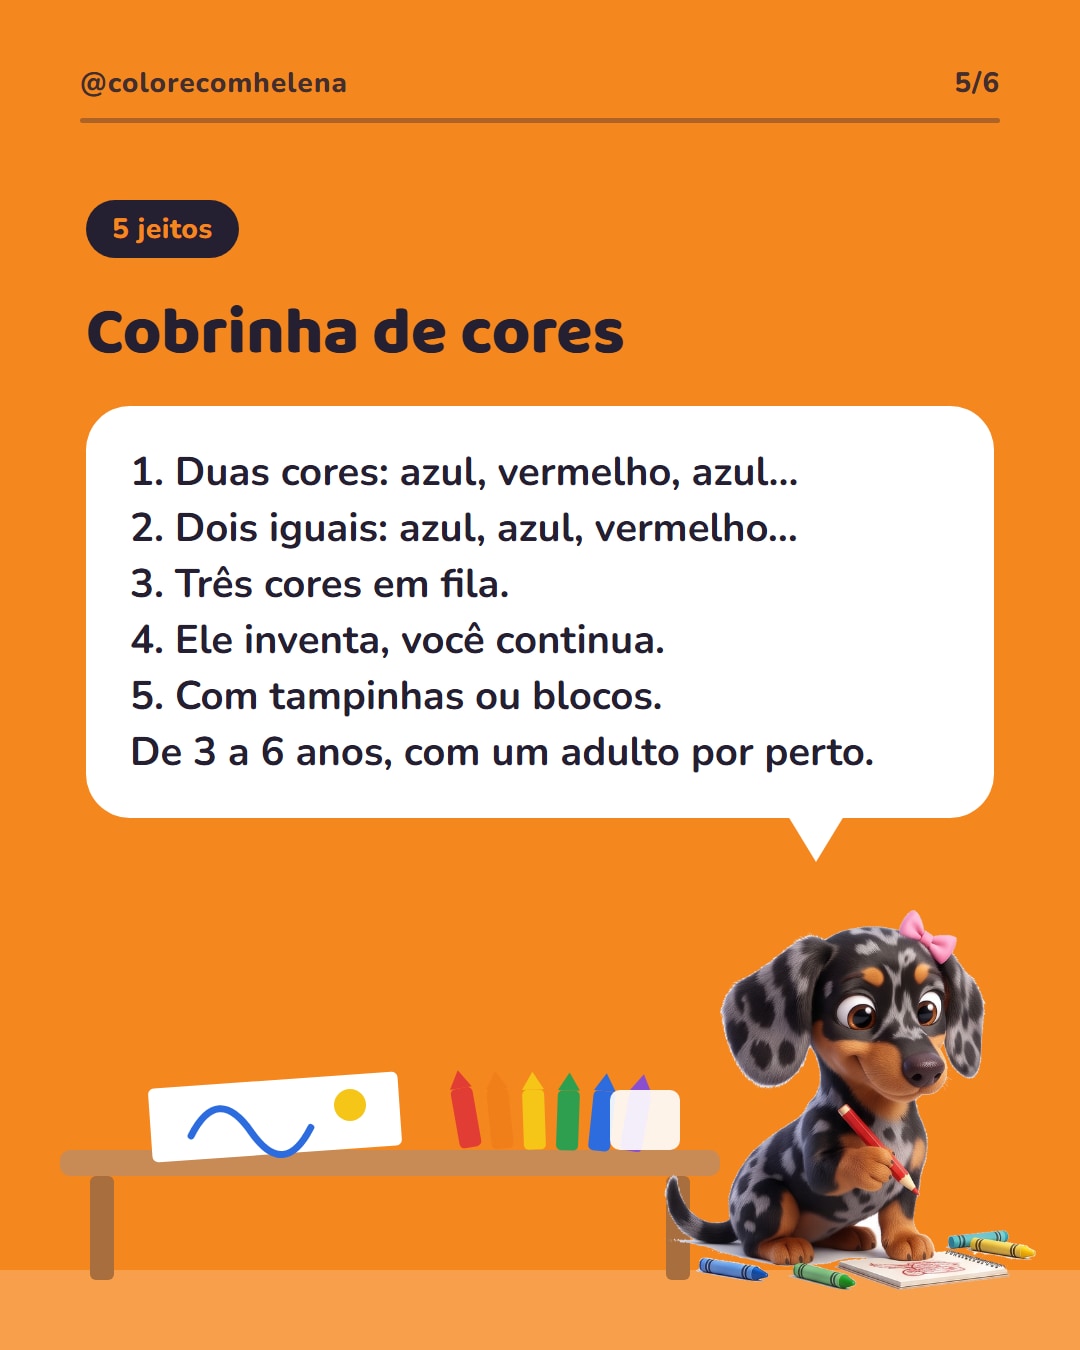 @colorecomhelena
5/6
5 jeitos
Cobrinha de cores
1. Duas cores: azul, vermelho, azul...
2. Dois iguais: azul, azul, vermelho...
3. Três cores em fila.
4. Ele inventa, você continua.
5. Com tampinhas ou blocos.
De 3 a 6 anos, com um adulto por perto.